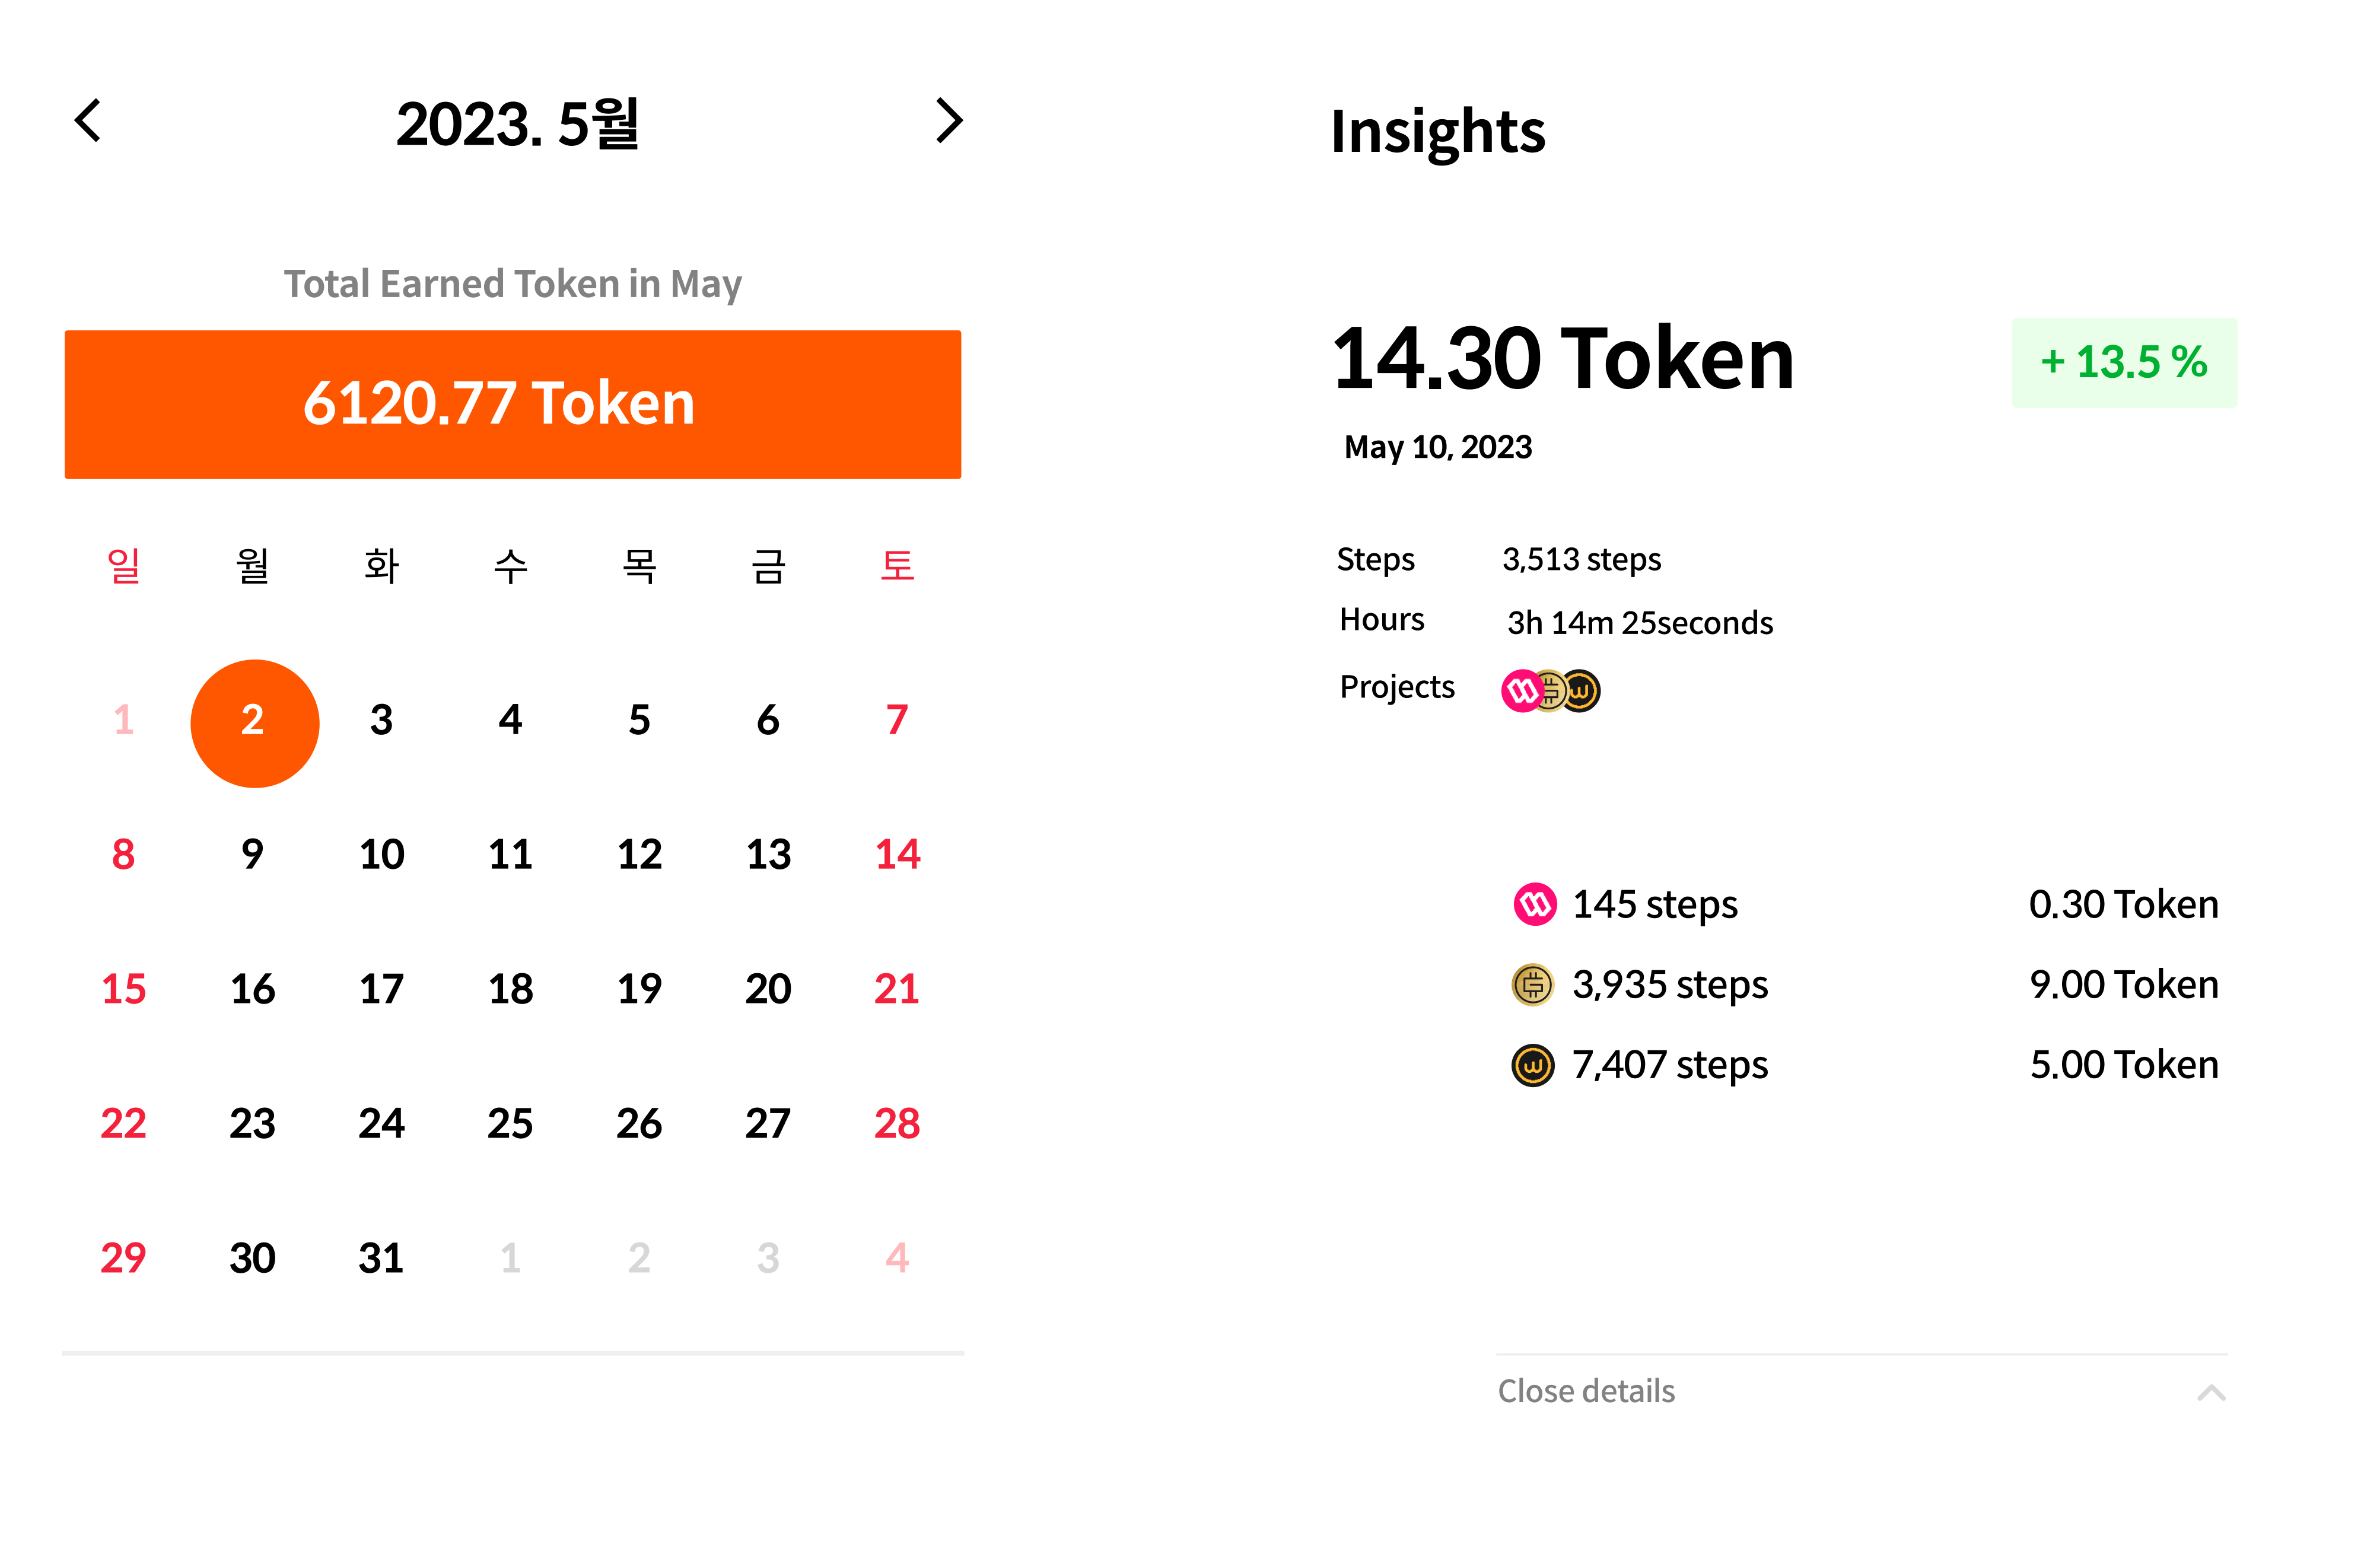 2023. 5월
Total Earned Token in May
6120.77 Token
일 월 화 수 목 금 토
1 2 3 4 5 6 7
8 9 10 11 12 13 14
15 16 17 18 19 20 21
22 23 24 25 26 27 28
29 30 31 1 2 3 4
Insights
14.30 Token
+ 13.5 %
May 10, 2023
Steps 3,513 steps
Hours 3h 14m 25seconds
Projects
145 steps 0.30 Token
3,935 steps 9.00 Token
7,407 steps 5.00 Token
Close details